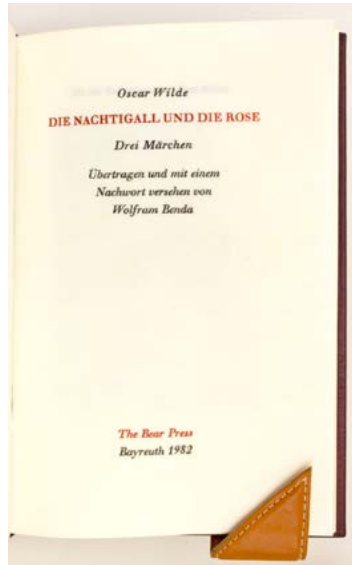 Oscar Wilde
DIE NACHTIGALL UND DIE ROSE
Drei Märchen
Übertragen und mit einem
Nachwort versehen von
Wolfram Benda
The Bear Press
Bayreuth 1982